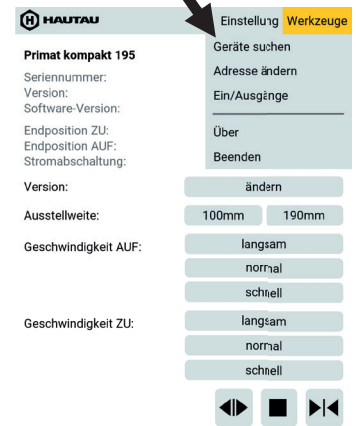 HAUTAU
Einstellung Werkzeuge
Primat kompakt 195
Seriennummer:
Version:
Software-Version:
Endposition ZU:
Endposition AUF:
Stromabschaltung:
Geräte suchen
Adresse ändern
Ein/Ausgänge
Über
Beenden
Version: ändern
Ausstellweite: 100mm 190mm
Geschwindigkeit AUF: langsam
normal
schnell
Geschwindigkeit ZU: langsam
normal
schnell